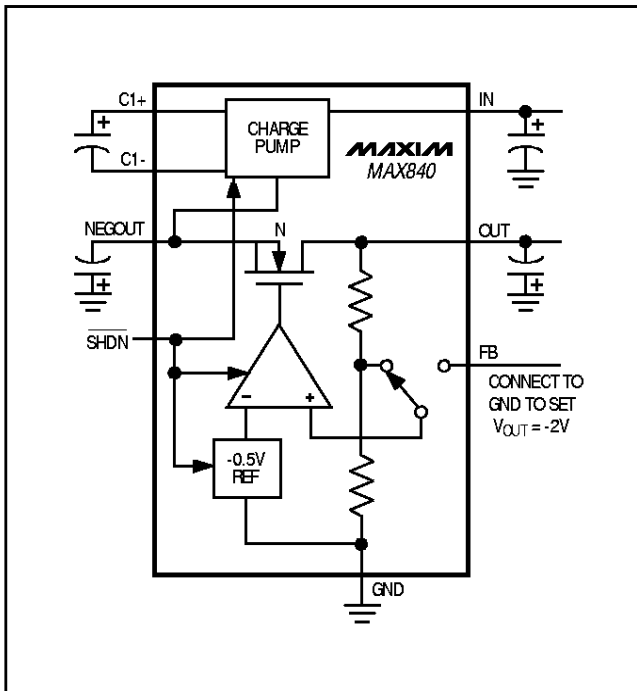 C1+
IN
CHARGE
PUMP
MAXIM
MAX840
C1-
NEGOUT
N
OUT
SHDN
FB
CONNECT TO
GND TO SET
VOUT = -2V
- +
-0.5V
REF
GND
+
+
+
+